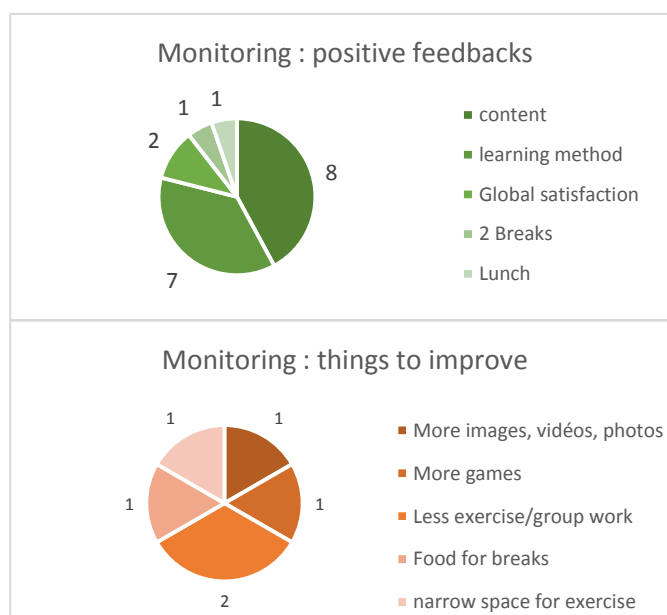 Monitoring : positive feedbacks
1
1
2
8
7
content
learning method
Global satisfaction
2 Breaks
Lunch
Monitoring : things to improve
1
1
1
1
2
More images, vidéos, photos
More games
Less exercise/group work
Food for breaks
narrow space for exercise